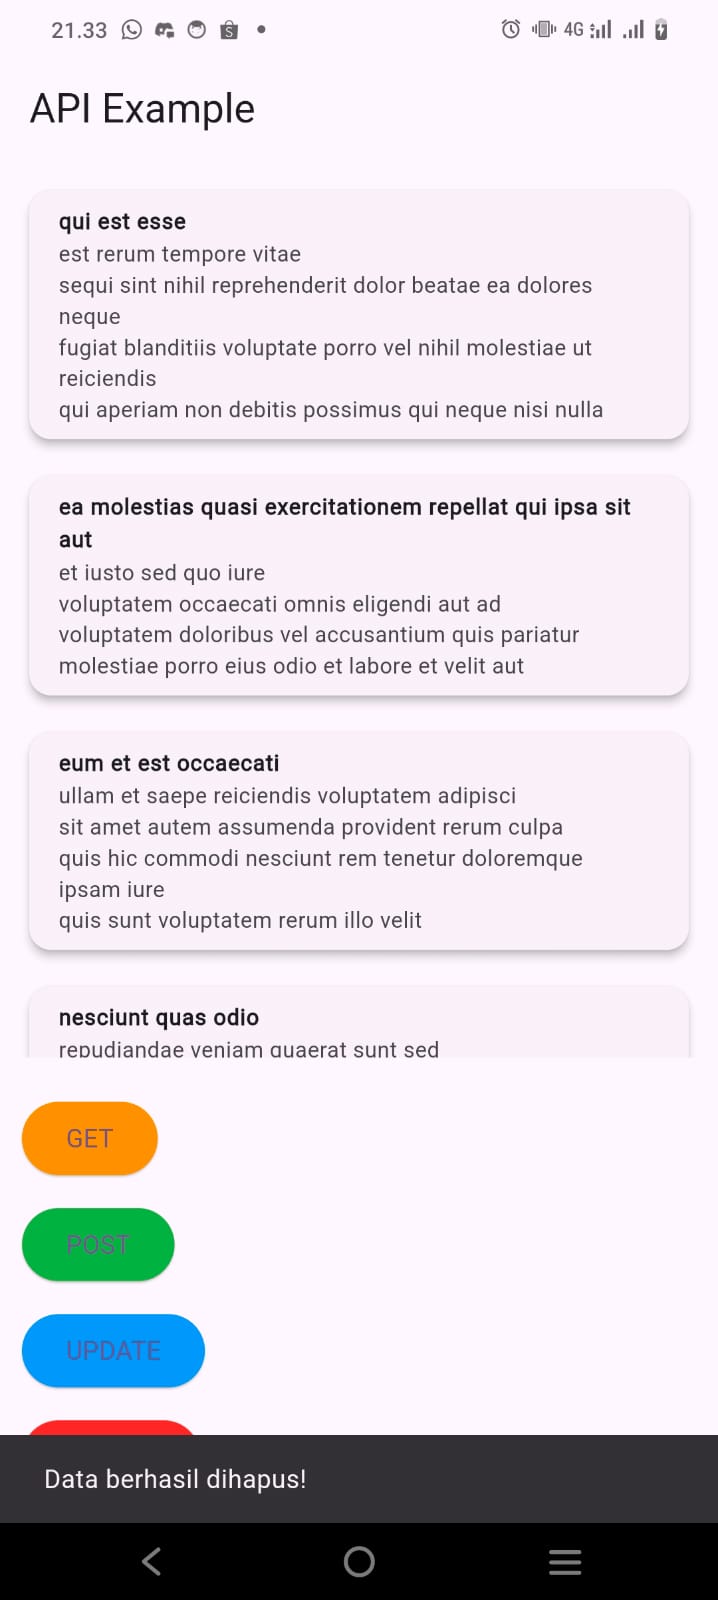 21.33
4G
API Example
qui est esse
est rerum tempore vitae
sequi sint nihil reprehenderit dolor beatae ea dolores
neque
fugiat blanditiis voluptate porro vel nihil molestiae ut
reiciendis
qui aperiam non debitis possimus qui neque nisi nulla
ea molestias quasi exercitationem repellat qui ipsa sit
aut
et iusto sed quo iure
voluptatem occaecati omnis eligendi aut ad
voluptatem doloribus vel accusantium quis pariatur
molestiae porro eius odio et labore et velit aut
eum et est occaecati
ullam et saepe reiciendis voluptatem adipisci
sit amet autem assumenda provident rerum culpa
quis hic commodi nesciunt rem tenetur doloremque
ipsam iure
quis sunt voluptatem rerum illo velit
nesciunt quas odio
repudiandae veniam quaerat sunt sed
GET
POST
UPDATE
Data berhasil dihapus!